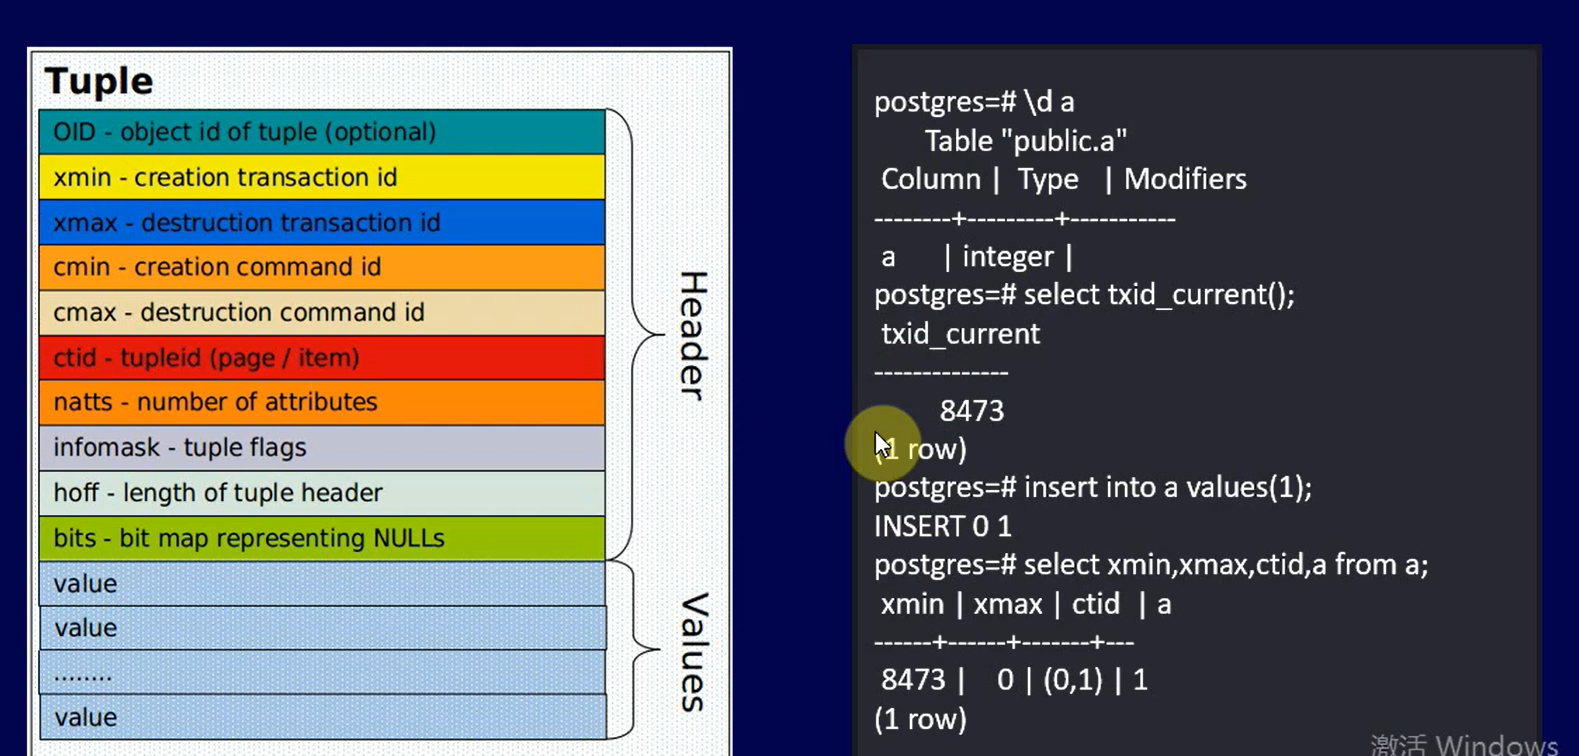 Tuple
OID - object id of tuple (optional)
xmin - creation transaction id
xmax - destruction transaction id
cmin - creation command id
cmax - destruction command id
ctid - tupleid (page / item)
natts - number of attributes
infomask - tuple flags
hoff - length of tuple header
bits - bit map representing NULLs
value
value
........
value
Header
Values
postgres=# \d a
Table "public.a"
Column | Type | Modifiers
--------+---------+-----------
a | integer |
postgres=# select txid_current();
txid_current
--------------
8473
(1 row)
postgres=# insert into a values(1);
INSERT 0 1
postgres=# select xmin,xmax,ctid,a from a;
xmin | xmax | ctid | a
------+------+-------+---
8473 | 0 | (0,1) | 1
(1 row)
激活 Windows